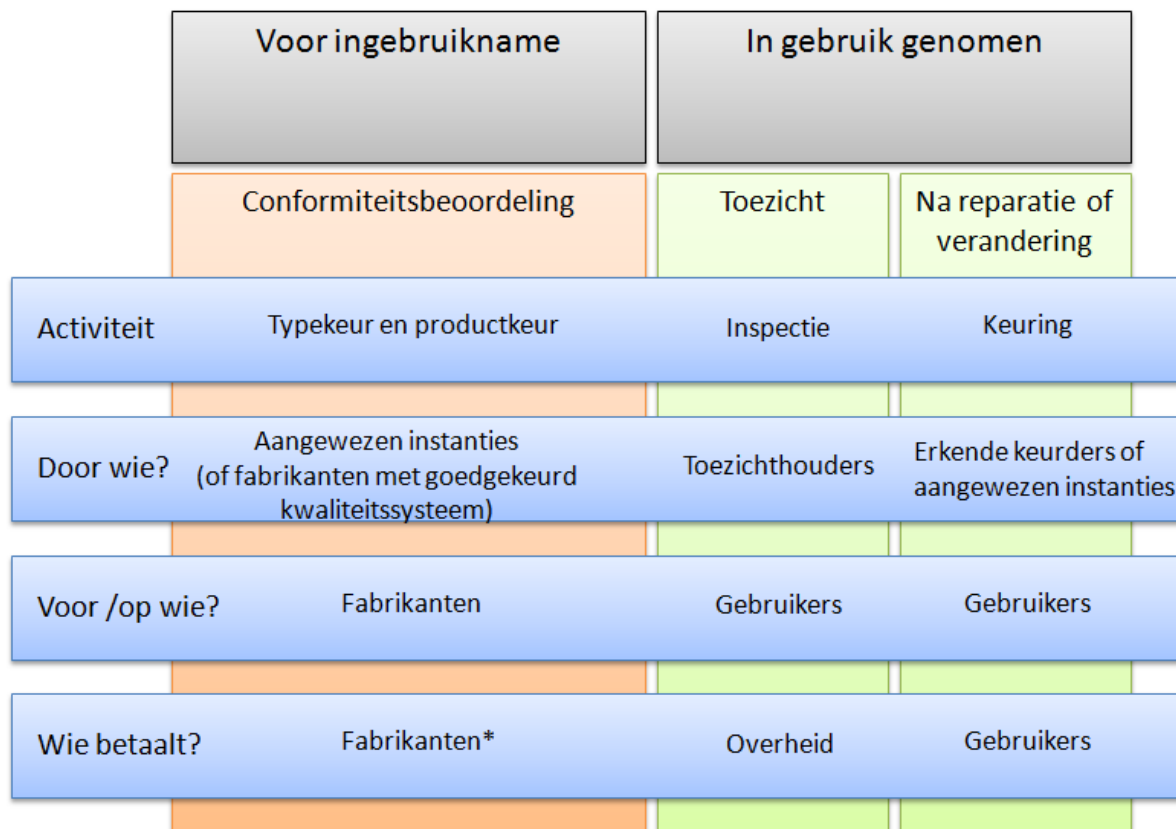 Voor ingebruikname
In gebruik genomen
Conformiteitsbeoordeling
Toezicht
Na reparatie of
verandering
Activiteit
Typekeur en productkeur
Inspectie
Keuring
Door wie?
Aangewezen instanties
(of fabrikanten met goedgekeurd
kwaliteitssysteem)
Toezichthouders
Erkende keurders of
aangewezen instanties
Voor /op wie?
Fabrikanten
Gebruikers
Gebruikers
Wie betaalt?
Fabrikanten*
Overheid
Gebruikers